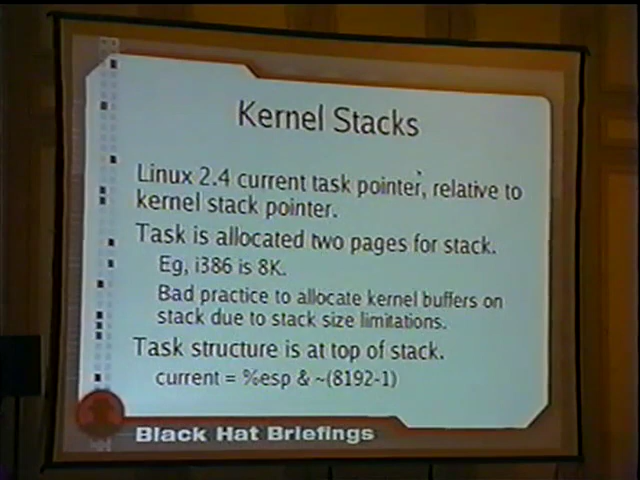 Kernel Stacks
Linux 2.4 current task pointer, relative to
kernel stack pointer.
Task is allocated two pages for stack.
Eg, i386 is 8K.
Bad practice to allocate kernel buffers on
stack due to stack size limitations.
Task structure is at top of stack.
current = %esp & ~(8192-1)
Black Hat Briefings